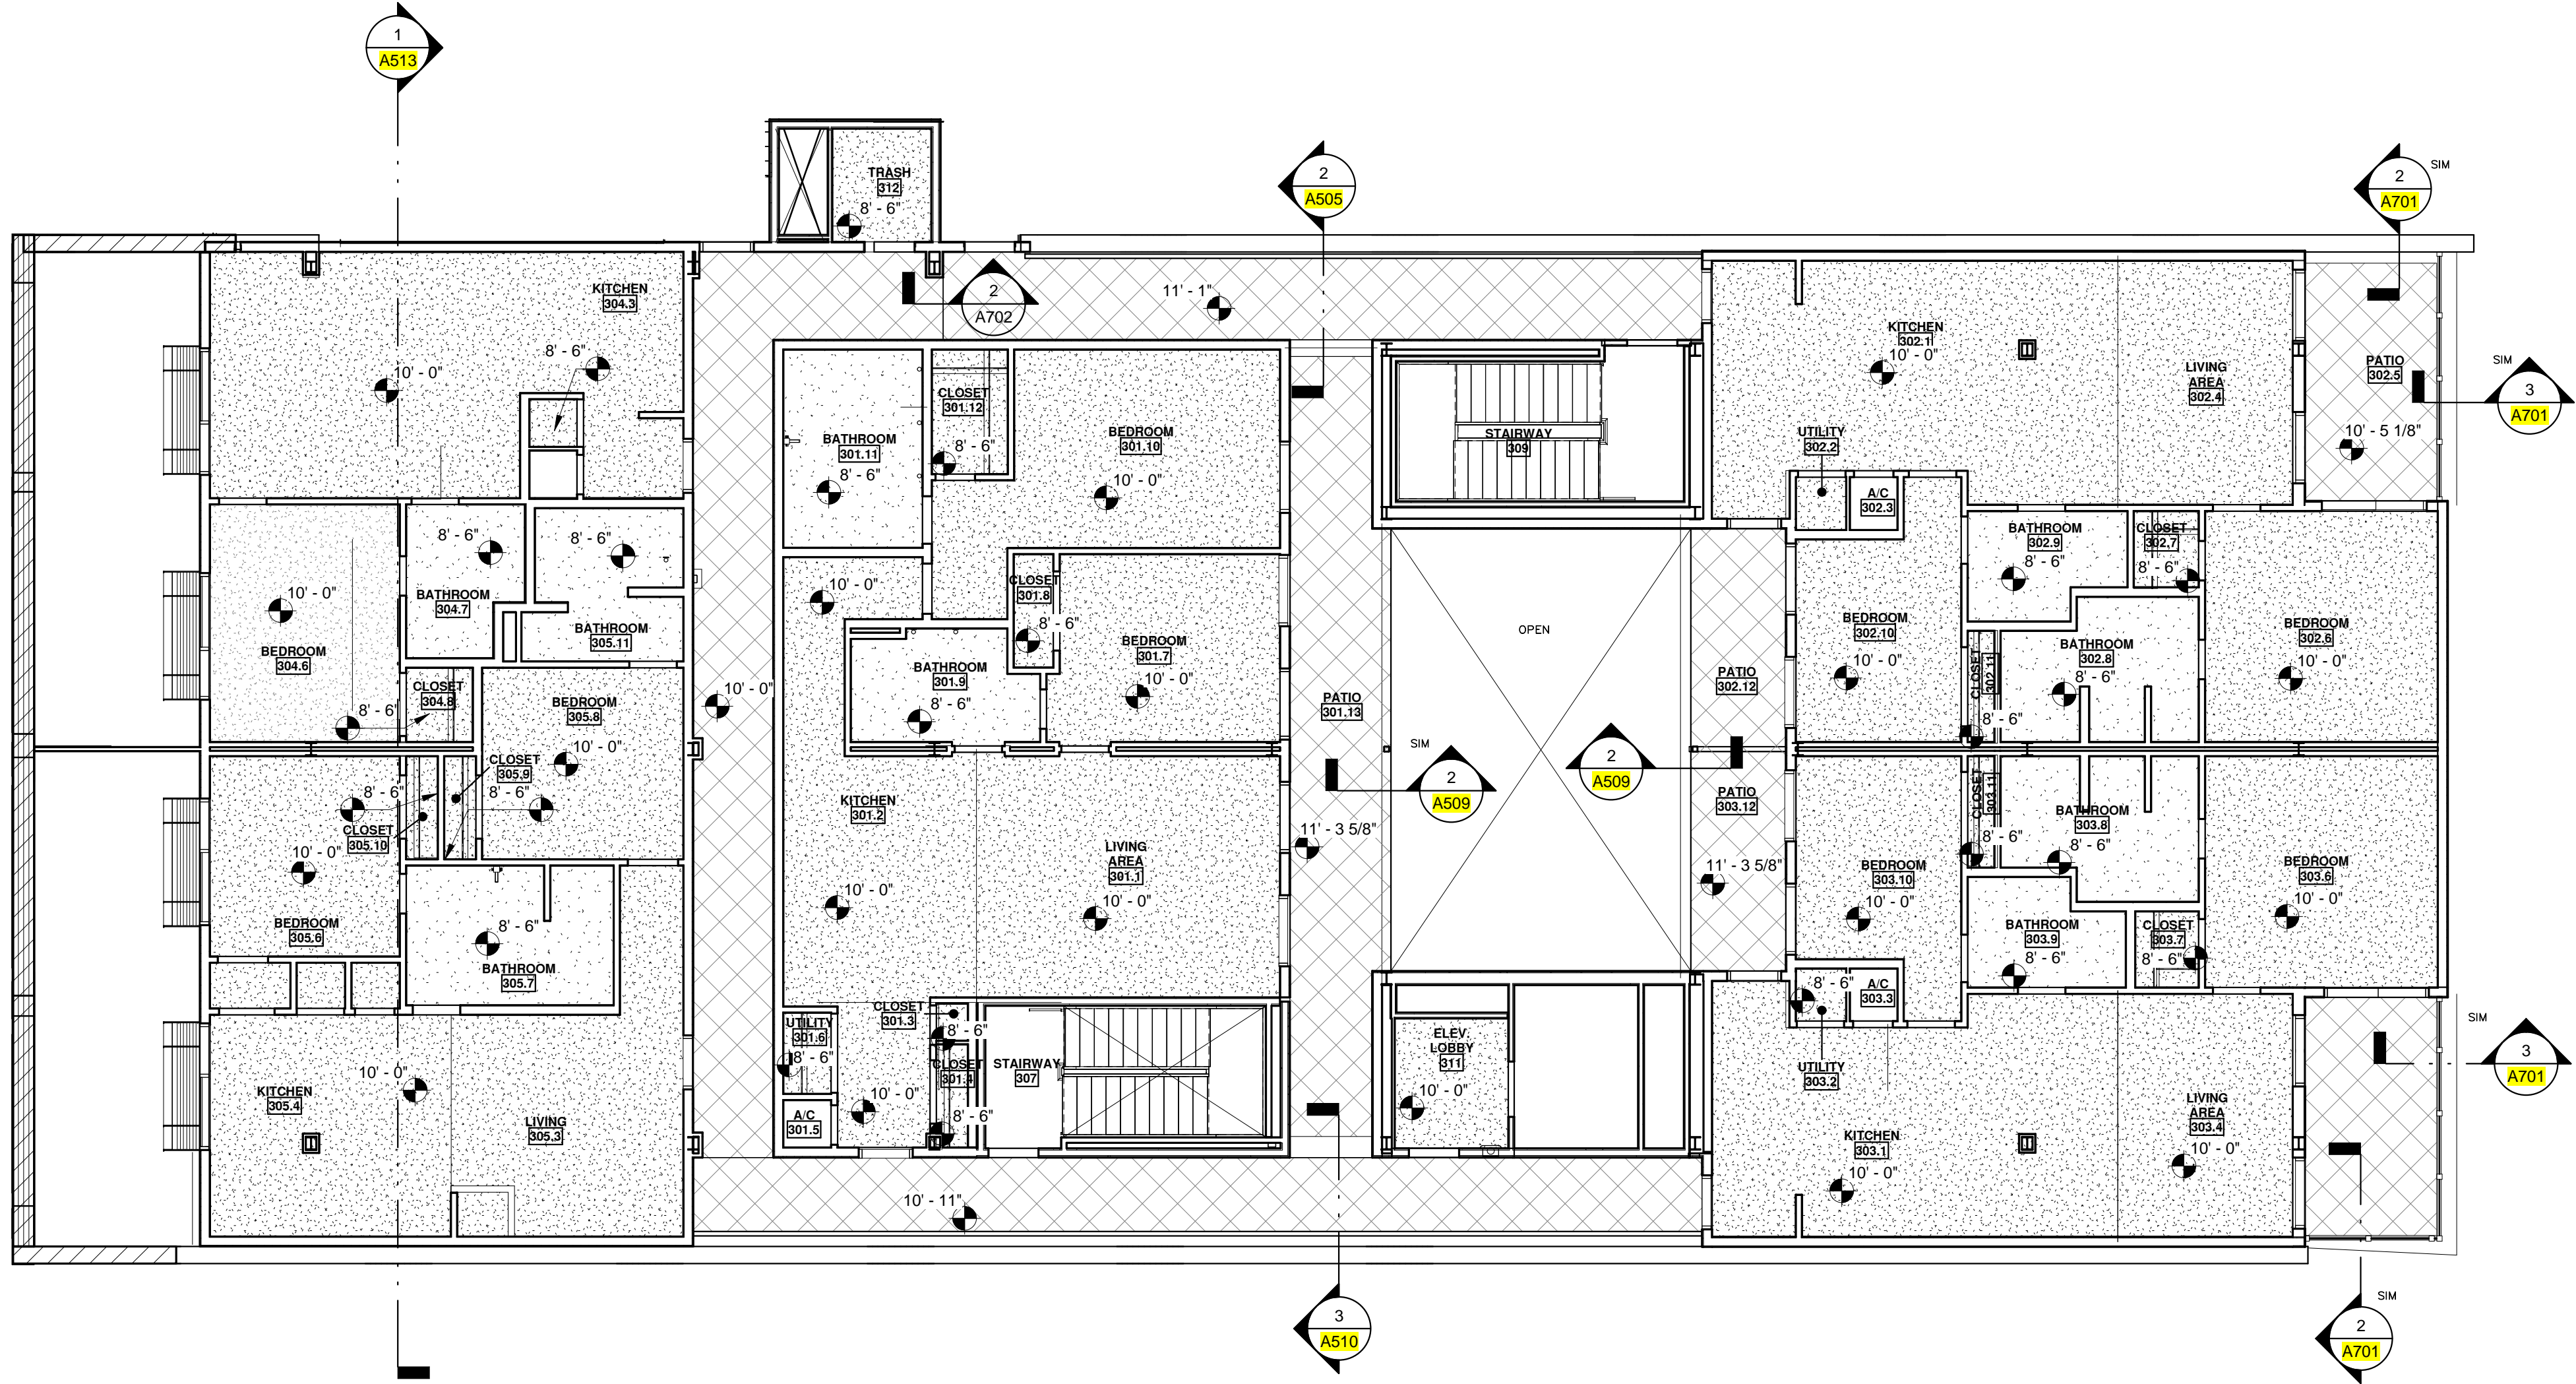 1
A513
TRASH
312
8' - 6"
2
A505
2
A701
SIM
KITCHEN
304.3
8' - 6"
10' - 0"
2
A702
11' - 1"
KITCHEN
302.1
10' - 0"
LIVING
AREA
302.4
PATIO
302.5
10' - 5 1/8"
SIM
3
A701
BATHROOM
301.11
8' - 6"
CLOSET
301.12
8' - 6"
BEDROOM
301.10
10' - 0"
STAIRWAY
309
UTILITY
302.2
A/C
302.3
8' - 6"
BATHROOM
304.7
8' - 6"
BATHROOM
305.11
10' - 0"
BEDROOM
304.6
10' - 0"
CLOSET
301.8
8' - 6"
BATHROOM
301.9
8' - 6"
BEDROOM
301.7
10' - 0"
OPEN
BATHROOM
302.9
8' - 6"
CLOSET
302.7
8' - 6"
BEDROOM
302.10
10' - 0"
BATHROOM
302.8
8' - 6"
BEDROOM
302.6
10' - 0"
CLOSET
302.11
8' - 6"
CLOSET
304.8
8' - 6"
BEDROOM
305.8
10' - 0"
10' - 0"
PATIO
301.13
PATIO
302.12
SIM
2
A509
2
A509
PATIO
303.12
CLOSET
305.9
8' - 6"
8' - 6"
CLOSET
305.10
10' - 0"
BEDROOM
305.6
KITCHEN
301.2
10' - 0"
LIVING
AREA
301.1
10' - 0"
11' - 3 5/8"
11' - 3 5/8"
CLOSET
303.11
8' - 6"
BATHROOM
303.8
8' - 6"
BEDROOM
303.10
10' - 0"
BEDROOM
303.6
10' - 0"
8' - 6"
BATHROOM
305.7
BATHROOM
303.9
8' - 6"
CLOSET
303.7
8' - 6"
8' - 6"
A/C
303.3
CLOSET
301.3
8' - 6"
UTILITY
301.6
8' - 6"
CLOSET
301.4
8' - 6"
STAIRWAY
307
A/C
301.5
10' - 0"
ELEV.
LOBBY
311
10' - 0"
UTILITY
303.2
SIM
3
A701
KITCHEN
305.4
10' - 0"
LIVING
305.3
KITCHEN
303.1
10' - 0"
LIVING
AREA
303.4
10' - 0"
10' - 11"
3
A510
SIM
2
A701